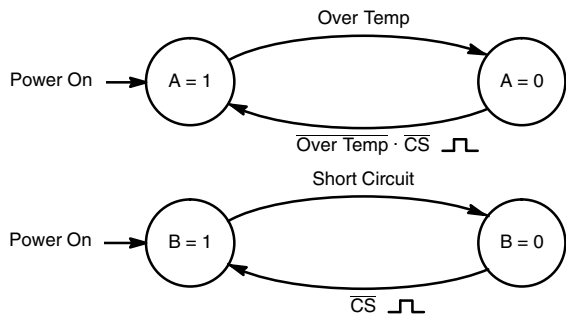 Over Temp
Power On
A = 1
A = 0
Over Temp · CS
Short Circuit
Power On
B = 1
B = 0
CS